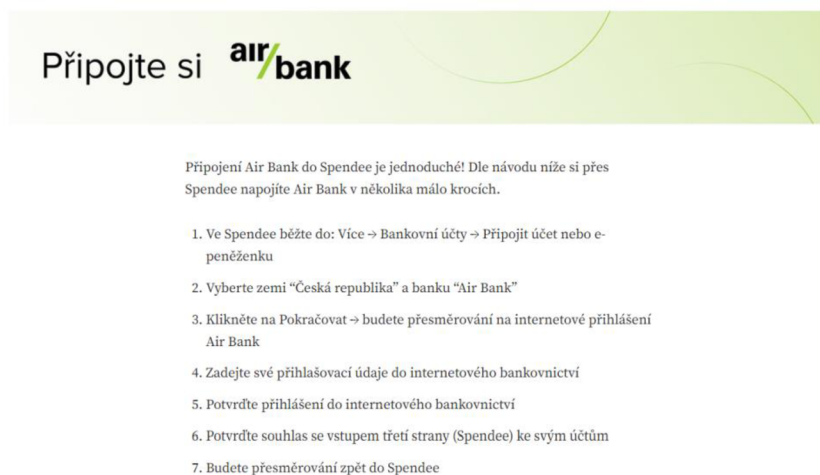 Připojte si air bank
Připojení Air Bank do Spendee je jednoduché! Dle návodu níže si přes
Spendee napojíte Air Bank v několika málo krocích.
1. Ve Spendee běžte do: Více → Bankovní účty → Připojit účet nebo e-
peněženku
2. Vyberte zemi “Česká republika” a banku “Air Bank”
3. Klikněte na Pokračovat → budete přesměrování na internetové přihlášení
Air Bank
4. Zadejte své přihlašovací údaje do internetového bankovnictví
5. Potvrďte přihlášení do internetového bankovnictví
6. Potvrďte souhlas se vstupem třetí strany (Spendee) ke svým účtům
7. Budete přesměrování zpět do Spendee